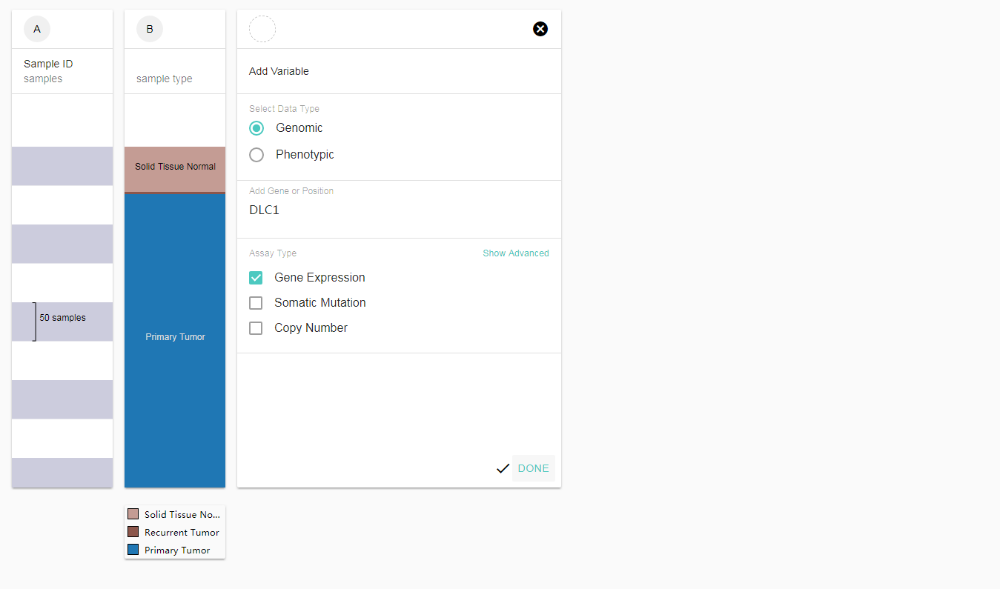 A
Sample ID
samples
50 samples
B
sample type
Solid Tissue Normal
Primary Tumor
Solid Tissue No...
Recurrent Tumor
Primary Tumor
Add Variable
Select Data Type
Genomic
Phenotypic
Add Gene or Position
DLC1
Assay Type
Show Advanced
Gene Expression
Somatic Mutation
Copy Number
DONE